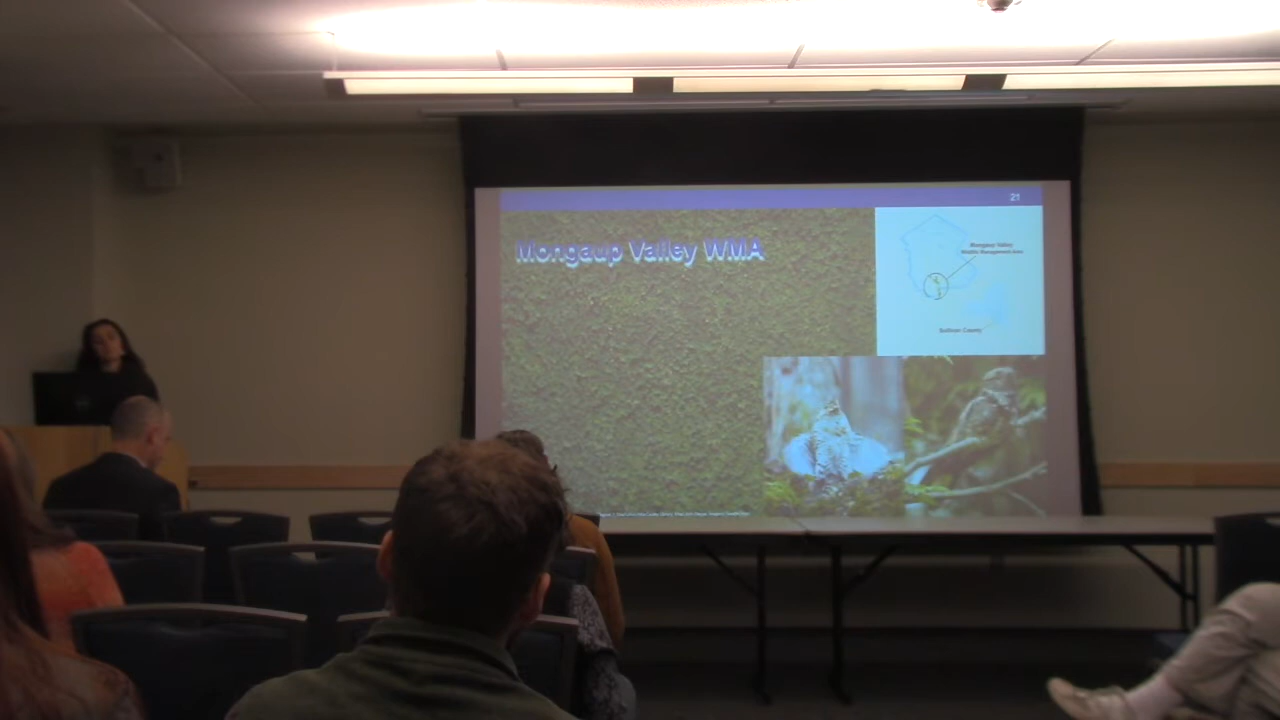 21
Mongaup Valley WMA
Mongaup Valley
Wildlife Management Area
Sullivan County